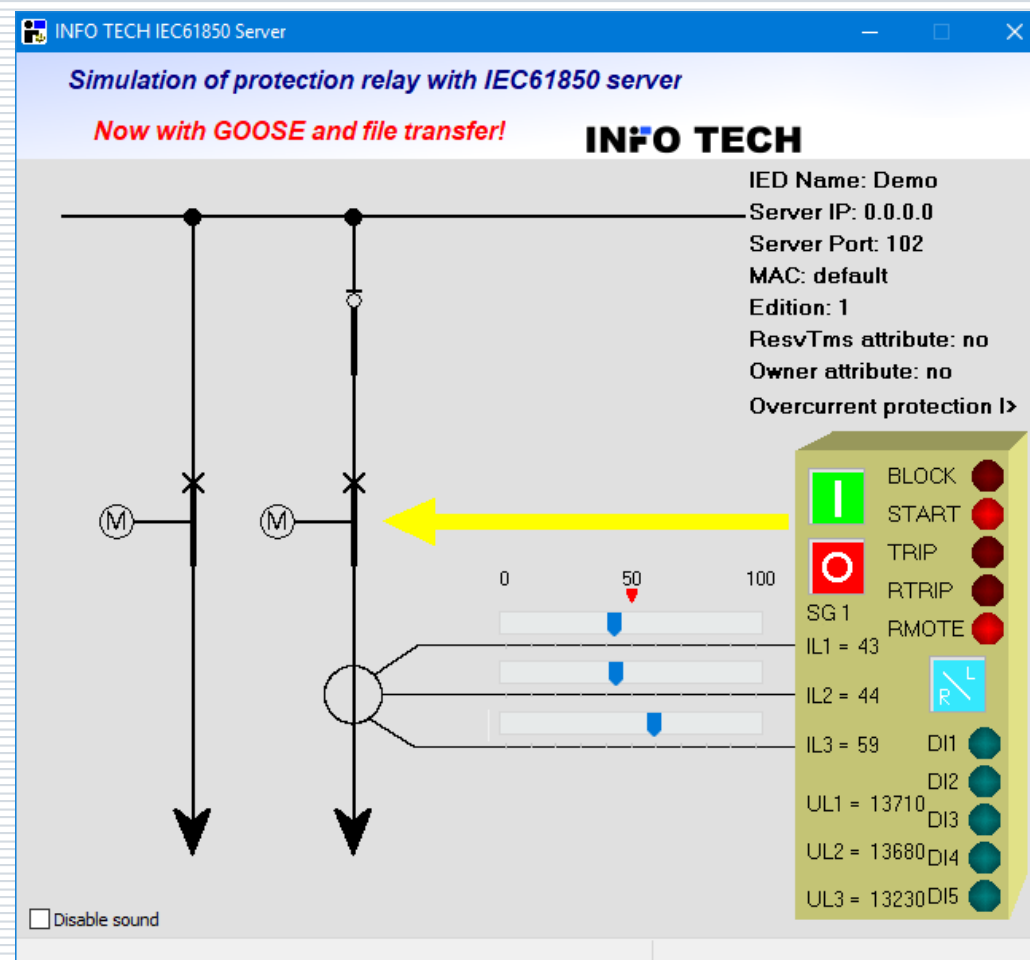 INFO TECH IEC61850 Server
Simulation of protection relay with IEC61850 server
Now with GOOSE and file transfer!
INFO TECH
IED Name: Demo
Server IP: 0.0.0.0
Server Port: 102
MAC: default
Edition: 1
ResvTms attribute: no
Owner attribute: no
Overcurrent protection I>
BLOCK
START
TRIP
RTRIP
RMOTE
M
M
0 50 100
SG 1
IL1 = 43
IL2 = 44
IL3 = 59
L
R
DI1
DI2
UL1 = 13710
DI3
UL2 = 13680
DI4
UL3 = 13230
DI5
Disable sound